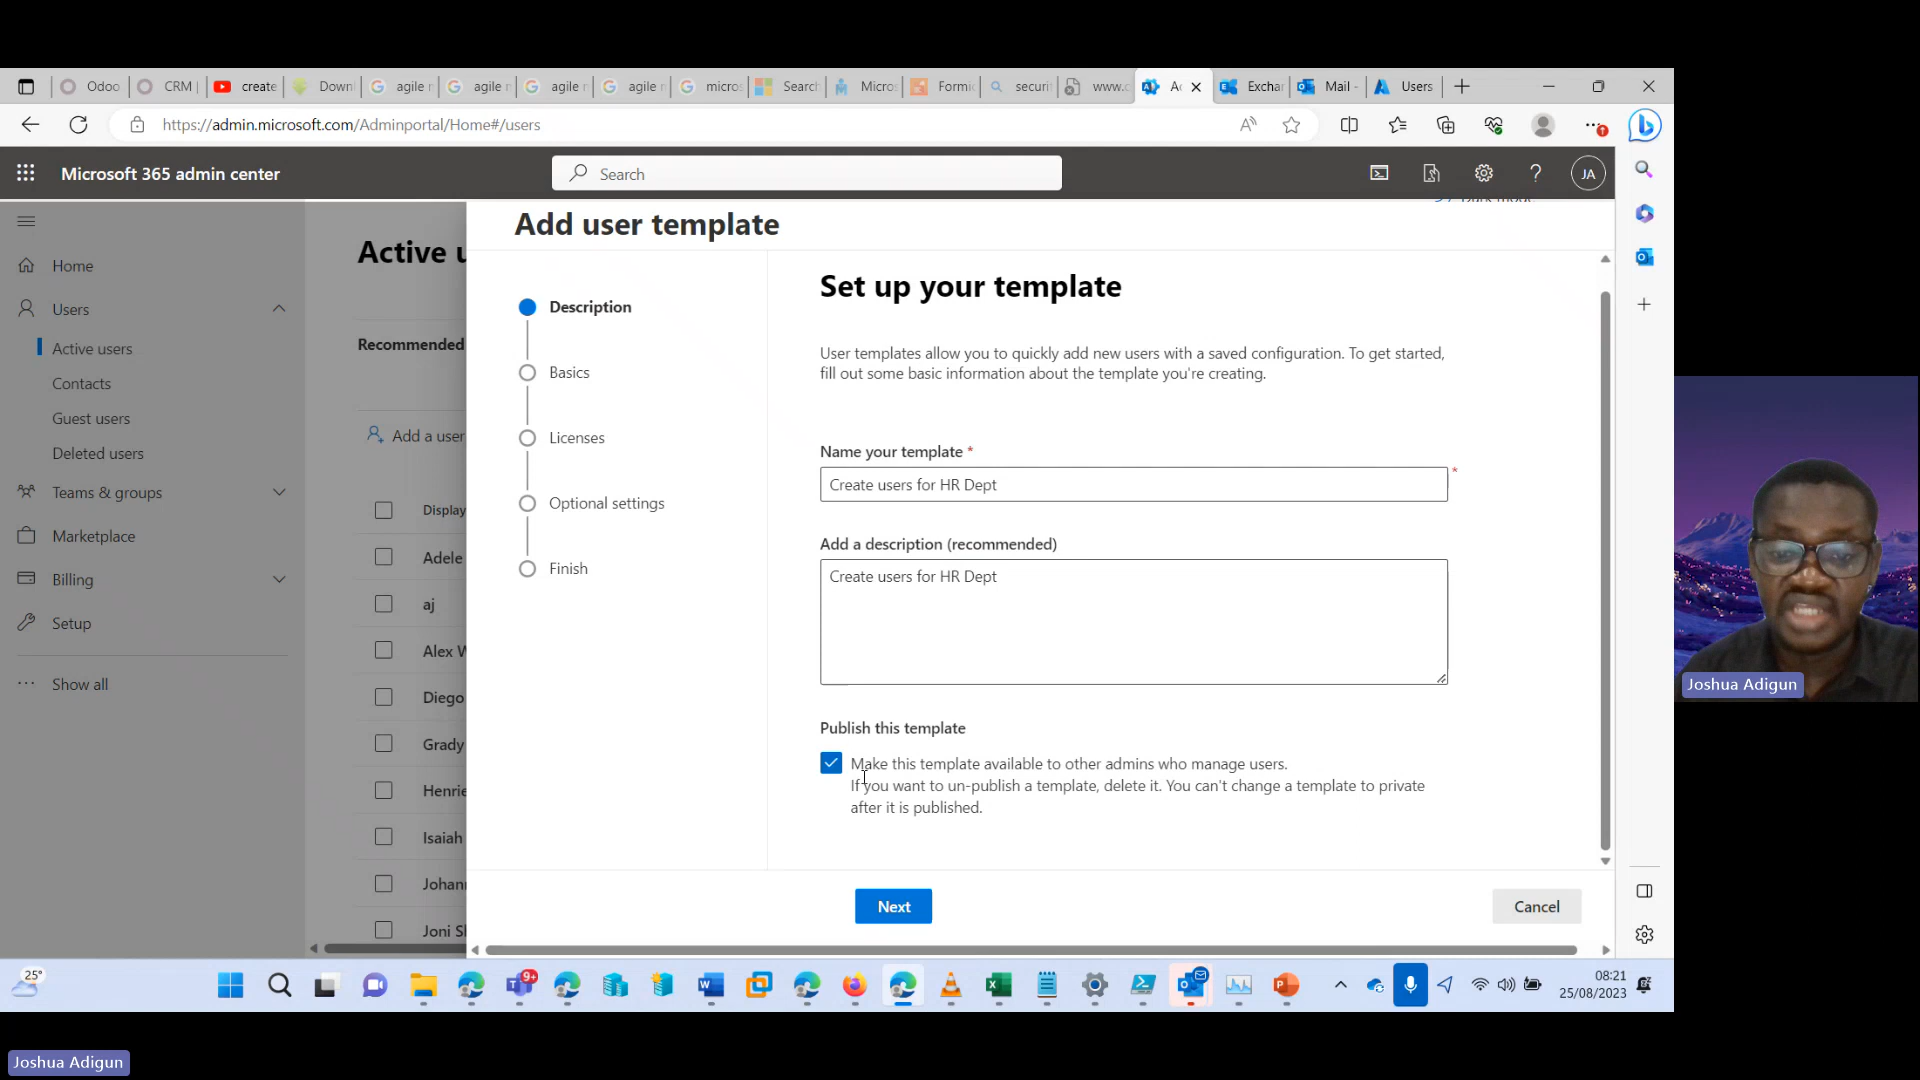 Odoo
CRM
create
Down
agile r
agile n
agile n
agile n
micro
Search
Micro
Formi
securi
www.c
Ac
Exchar
Mail -
Users
https://admin.microsoft.com/Adminportal/Home#/users
Microsoft 365 admin center
Search
JA
Add user template
Home
Users
Active users
Contacts
Guest users
Deleted users
Teams & groups
Marketplace
Billing
Setup
Show all
Active u
Recommended
Add a user
Display
Adele
aj
Alex W
Diego
Grady
Henrie
Isaiah
Johann
Joni Sh
Description
Basics
Licenses
Optional settings
Finish
Set up your template
User templates allow you to quickly add new users with a saved configuration. To get started,
fill out some basic information about the template you're creating.
Name your template *
*
Create users for HR Dept
Add a description (recommended)
Create users for HR Dept
Publish this template
Make this template available to other admins who manage users.
If you want to un-publish a template, delete it. You can't change a template to private
after it is published.
Next
Cancel
25°
9+
08:21
25/08/2023
Joshua Adigun
Joshua Adigun